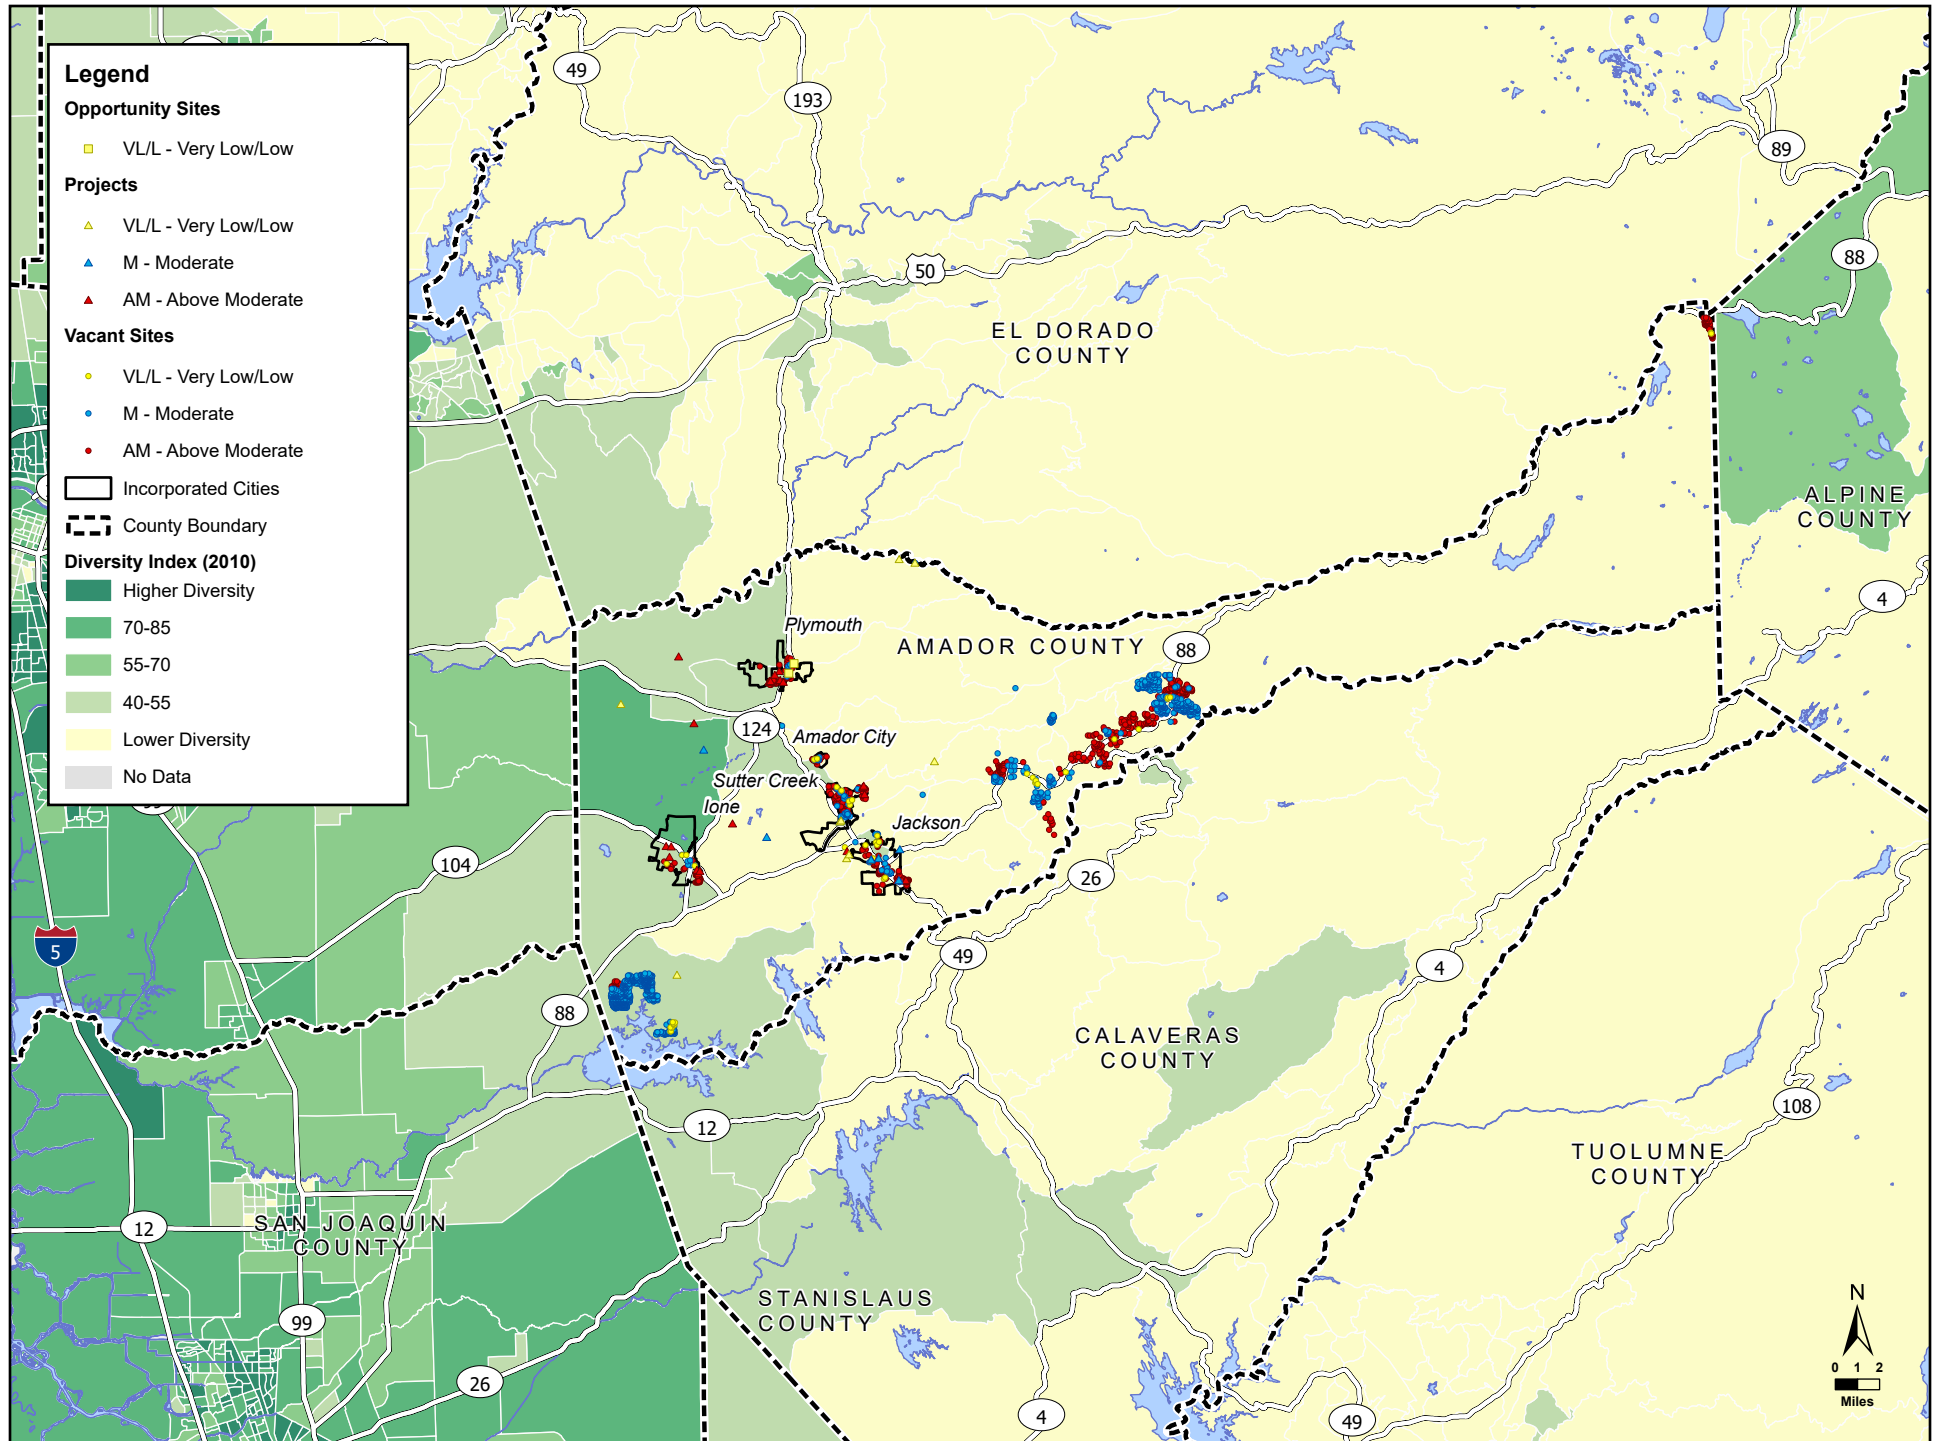 Legend
Opportunity Sites
VL/L - Very Low/Low
Projects
VL/L - Very Low/Low
M - Moderate
AM - Above Moderate
Vacant Sites
VL/L - Very Low/Low
M - Moderate
AM - Above Moderate
Incorporated Cities
County Boundary
Diversity Index (2010)
Higher Diversity
70-85
55-70
40-55
Lower Diversity
No Data
49
193
89
88
50
EL DORADO
COUNTY
ALPINE
COUNTY
4
Plymouth
AMADOR COUNTY
88
124
Amador City
Sutter Creek
Ione
Jackson
104
26
5
49
4
88
CALAVERAS
COUNTY
12
108
TUOLUMNE
COUNTY
12
SAN JOAQUIN
COUNTY
STANISLAUS
COUNTY
99
26
4
49
N
0 1 2
Miles